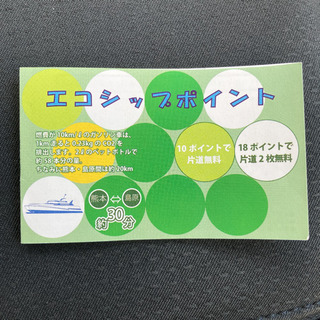 エコシップポイント
燃費が10km/ℓのガソリン車は、
1km走ると0.23kgのCO2を
排出します。2ℓのペットボトルで
約58本分の量。
ちなみに熊本・島原間は約20km
10ポイントで
片道無料
18ポイントで
片道2枚無料
熊本⇔島原
約30分